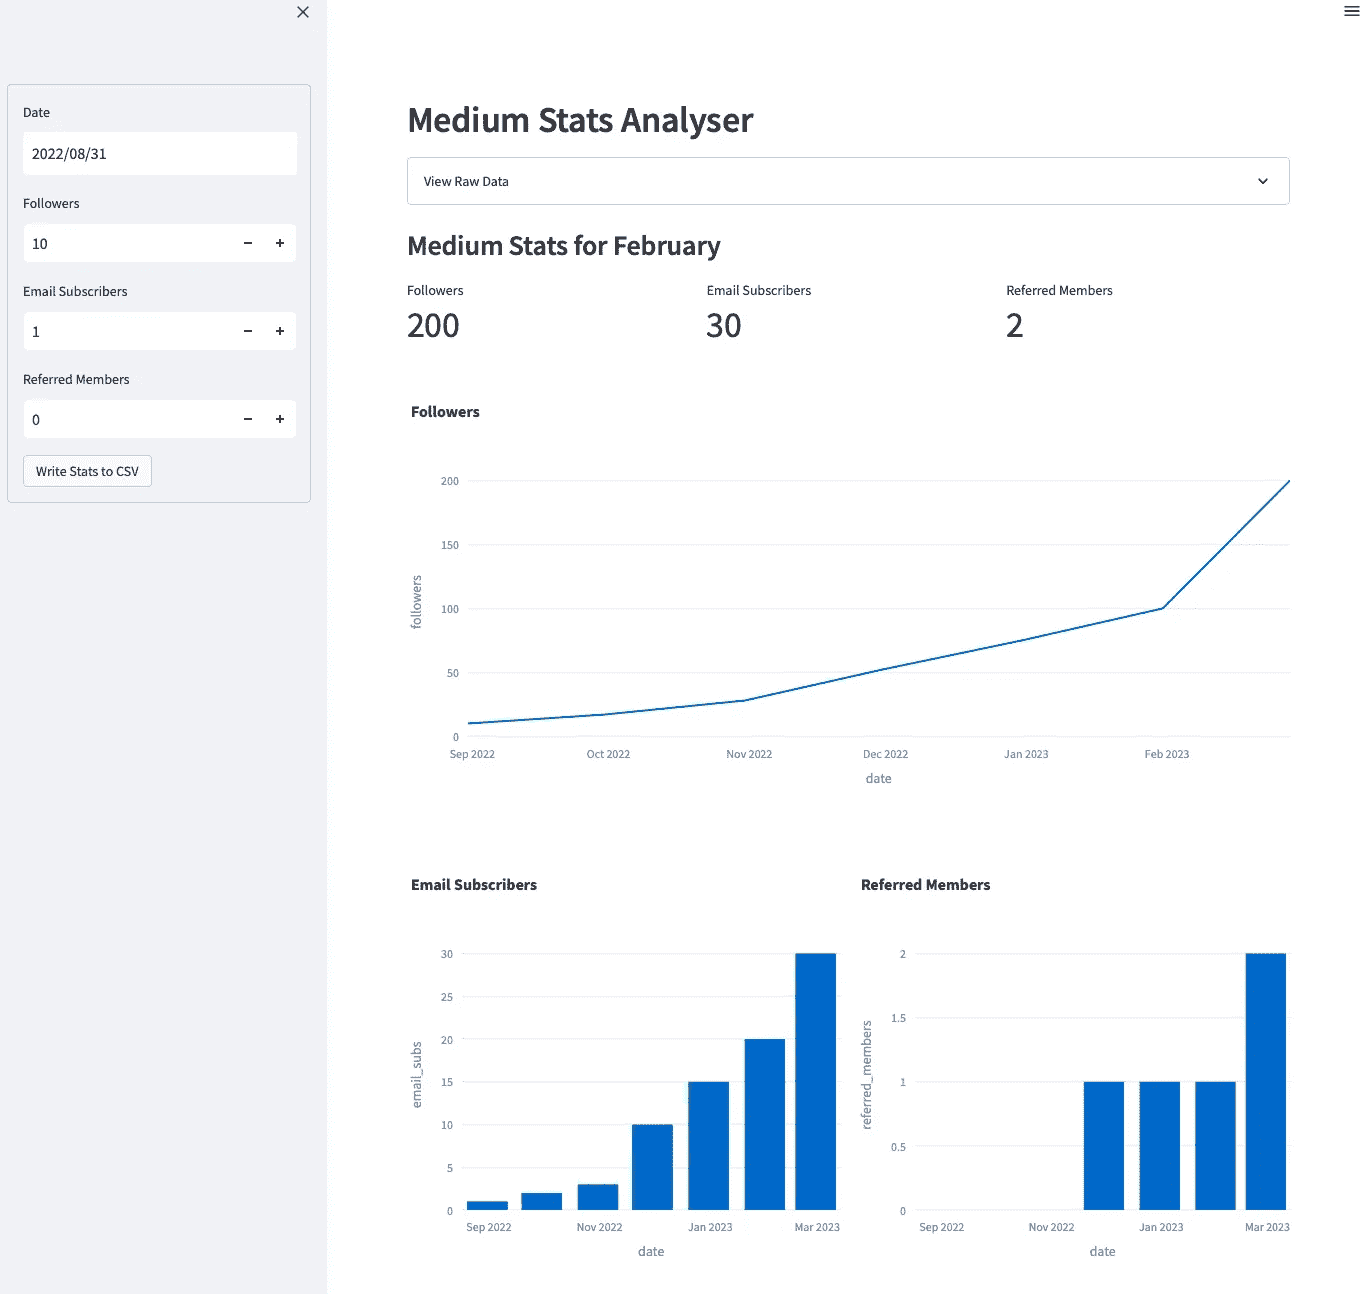 Date
2022/08/31
Followers
10
Email Subscribers
1
Referred Members
0
Write Stats to CSV
Medium Stats Analyser
View Raw Data
Medium Stats for February
Followers
200
Email Subscribers
30
Referred Members
2
Followers
200
150
100
50
0
followers
Sep 2022 Oct 2022 Nov 2022 Dec 2022 Jan 2023 Feb 2023
date
Email Subscribers
30
25
20
15
10
5
0
email_subs
Sep 2022 Nov 2022 Jan 2023 Mar 2023
date
Referred Members
2
1.5
1
0.5
0
referred_members
Sep 2022 Nov 2022 Jan 2023 Mar 2023
date